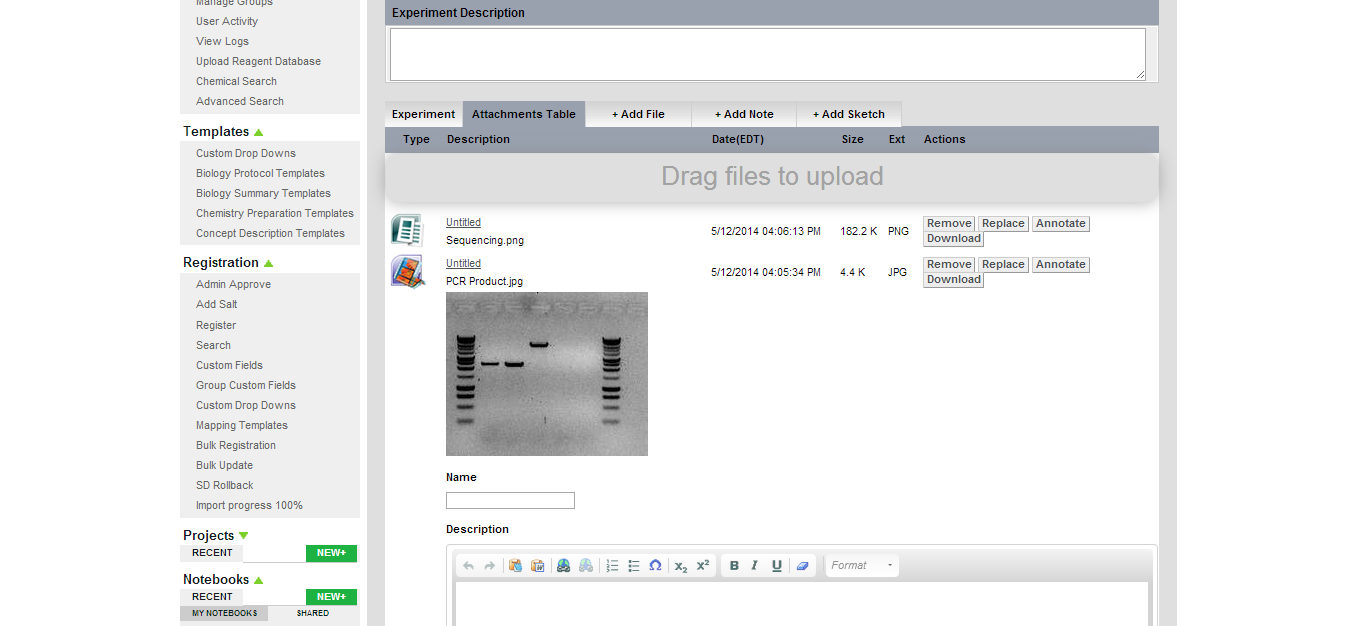 Manage Groups
User Activity
View Logs
Upload Reagent Database
Chemical Search
Advanced Search
Templates
Custom Drop Downs
Biology Protocol Templates
Biology Summary Templates
Chemistry Preparation Templates
Concept Description Templates
Registration
Admin Approve
Add Salt
Register
Search
Custom Fields
Group Custom Fields
Custom Drop Downs
Mapping Templates
Bulk Registration
Bulk Update
SD Rollback
Import progress 100%
Projects
RECENT NEW+
Notebooks
RECENT NEW+
MY NOTEBOOKS SHARED
Experiment Description
Experiment Attachments Table + Add File + Add Note + Add Sketch
Type Description Date(EDT) Size Ext Actions
Drag files to upload
Untitled
Sequencing.png 5/12/2014 04:06:13 PM 182.2 K PNG Remove Replace Annotate
Download
Untitled
PCR Product.jpg 5/12/2014 04:05:34 PM 4.4 K JPG Remove Replace Annotate
Download
Name
Description
x₂ x² B I U Format